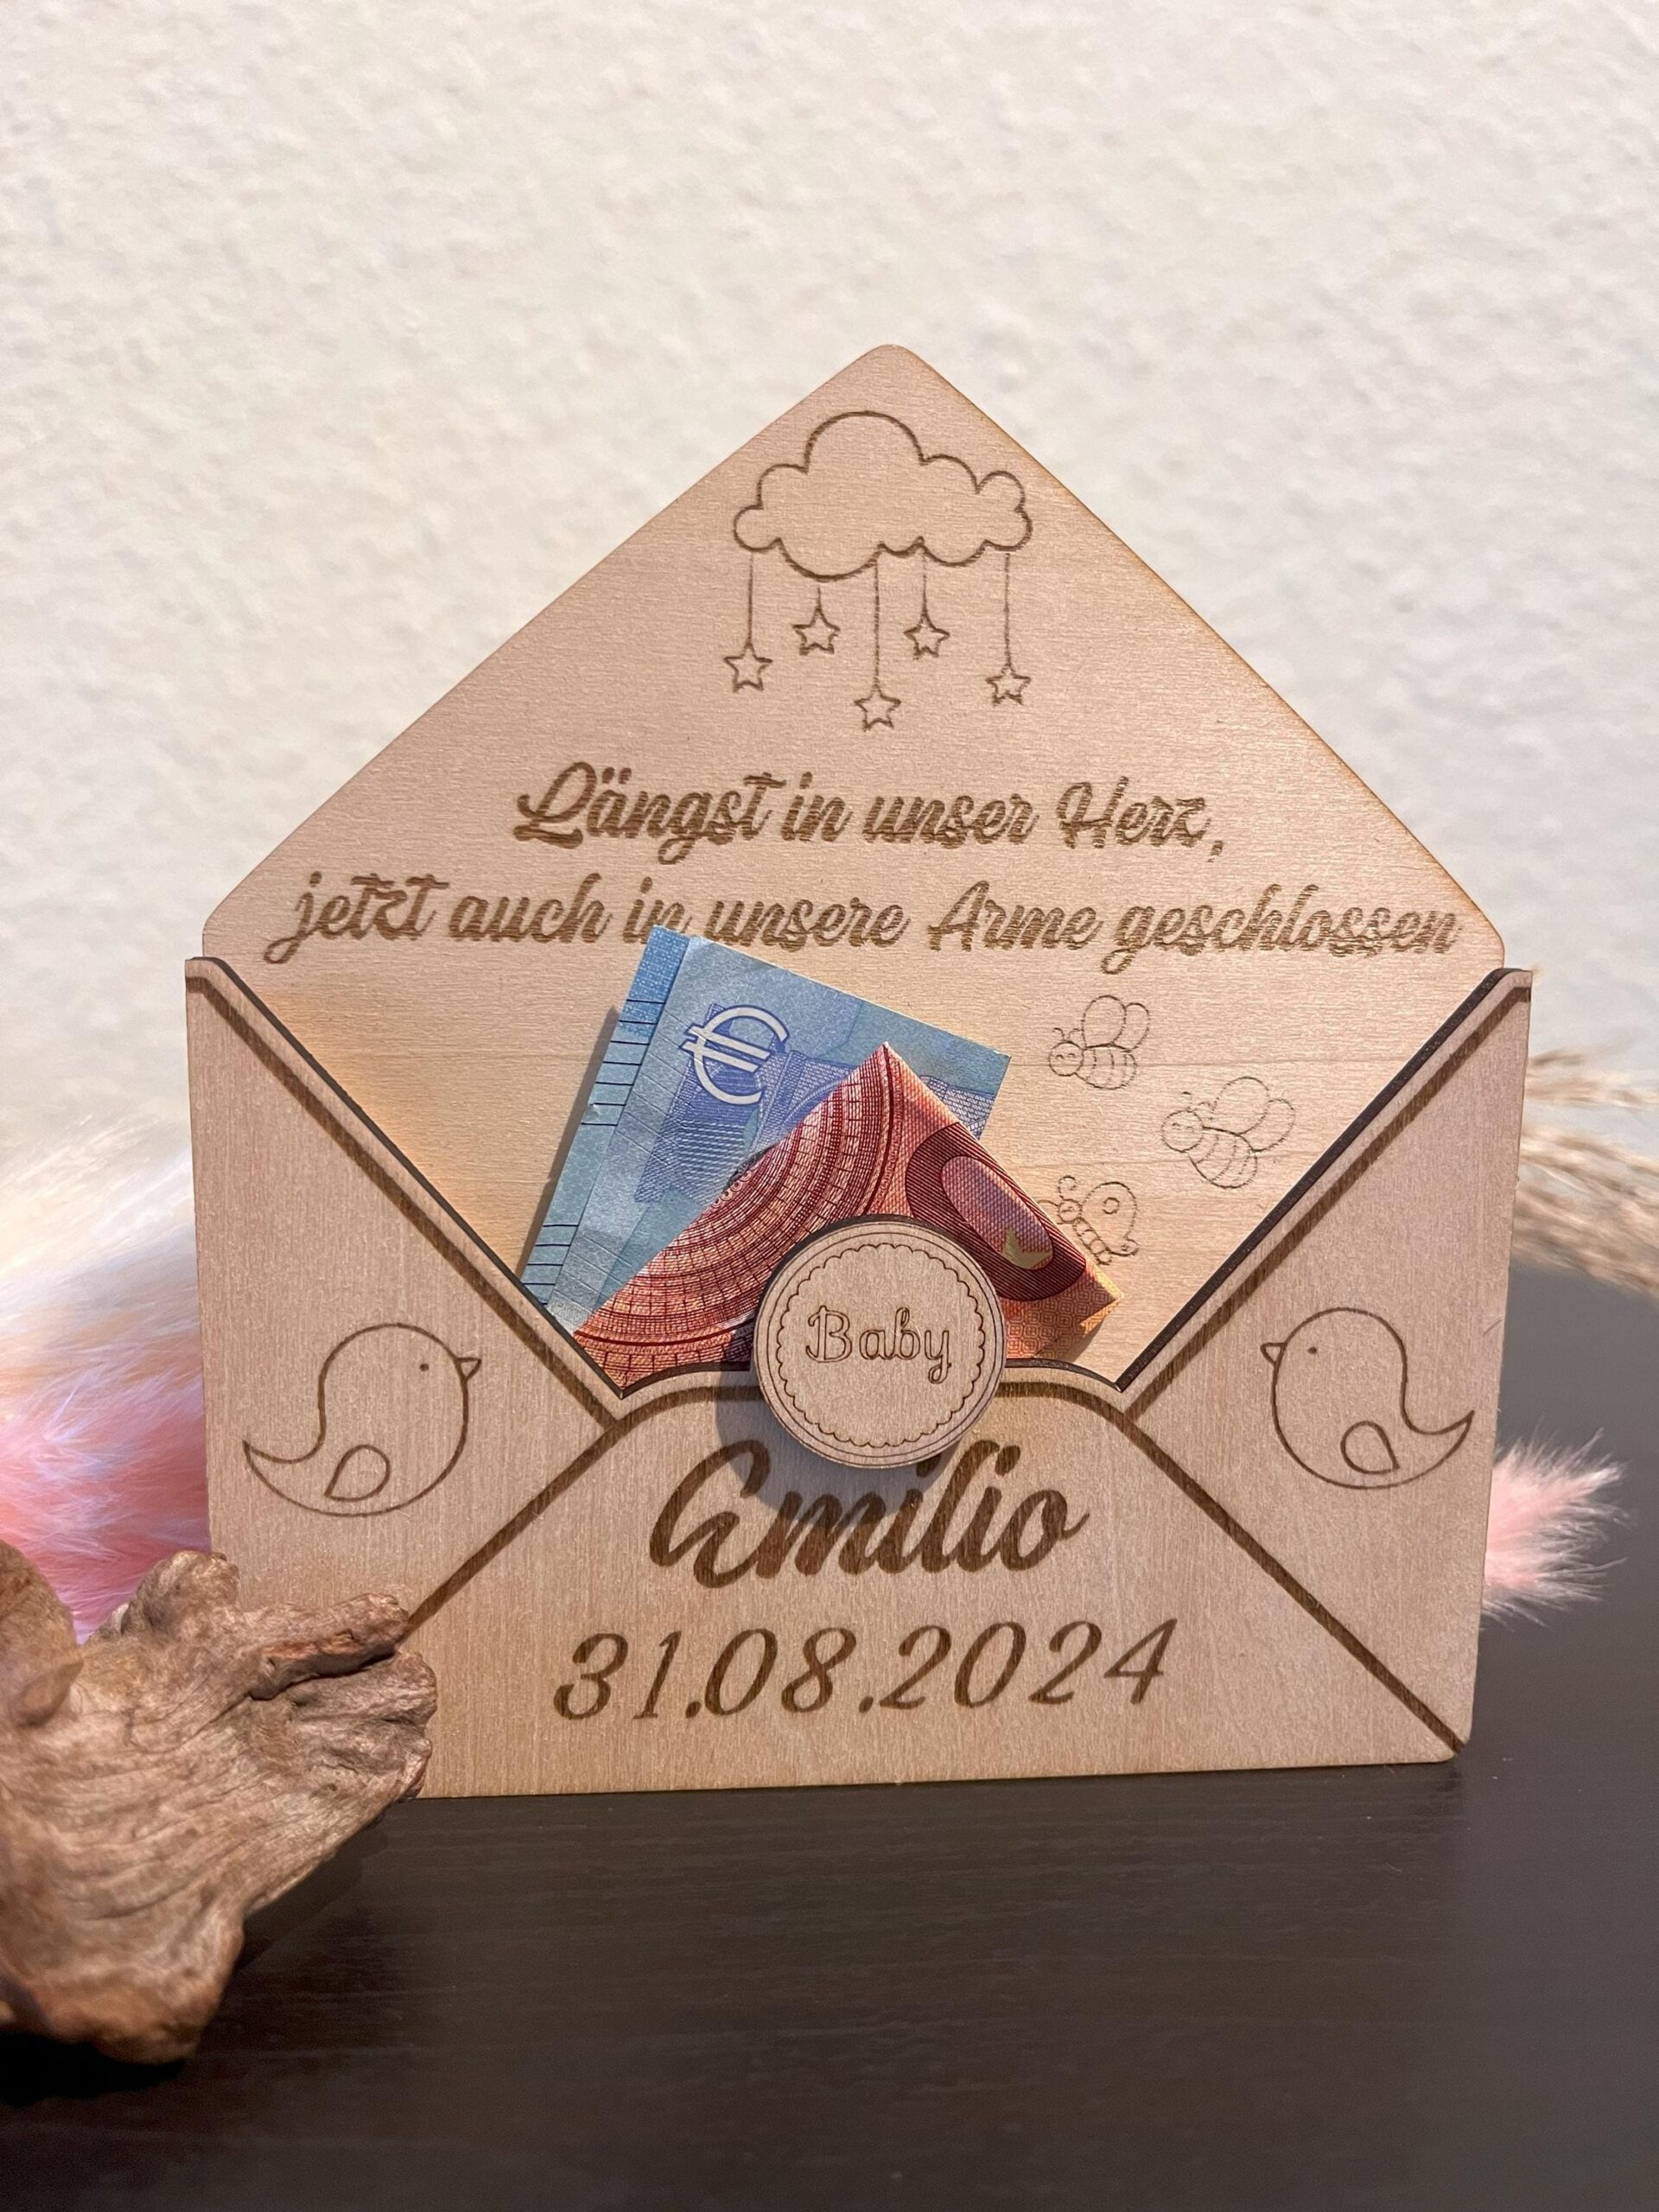 Längst in unser Herz,
jetzt auch in unsere Arme geschlossen
€
Baby
Emilio
31.08.2024